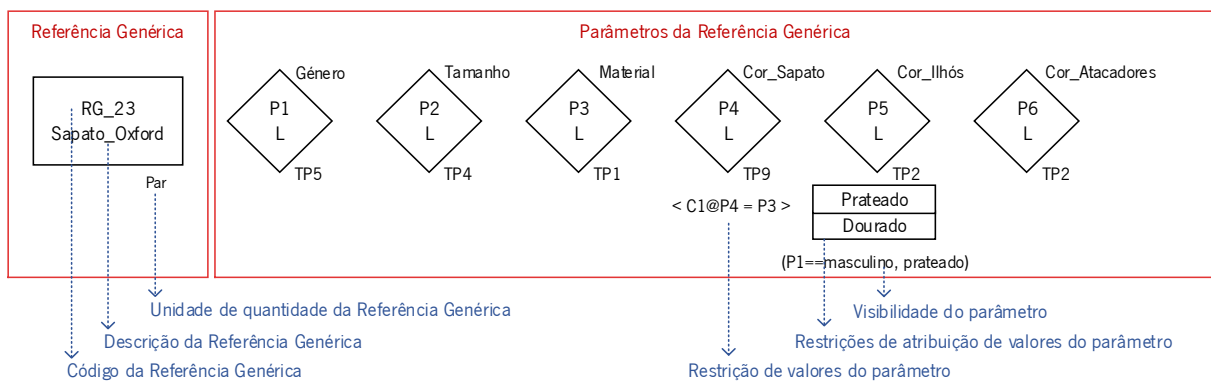 Referência Genérica
Parâmetros da Referência Genérica
RG_23
Sapato_Oxford
Par
Género
P1
L
TP5
Tamanho
P2
L
TP4
Material
P3
L
TP1
Cor_Sapato
P4
L
TP9
< C1@P4 = P3 >
Cor_Ilhós
P5
L
TP2
Prateado
Dourado
(P1==masculino, prateado)
Cor_Atacadores
P6
L
TP2
Unidade de quantidade da Referência Genérica
Visibilidade do parâmetro
Descrição da Referência Genérica
Restrições de atribuição de valores do parâmetro
Código da Referência Genérica
Restrição de valores do parâmetro